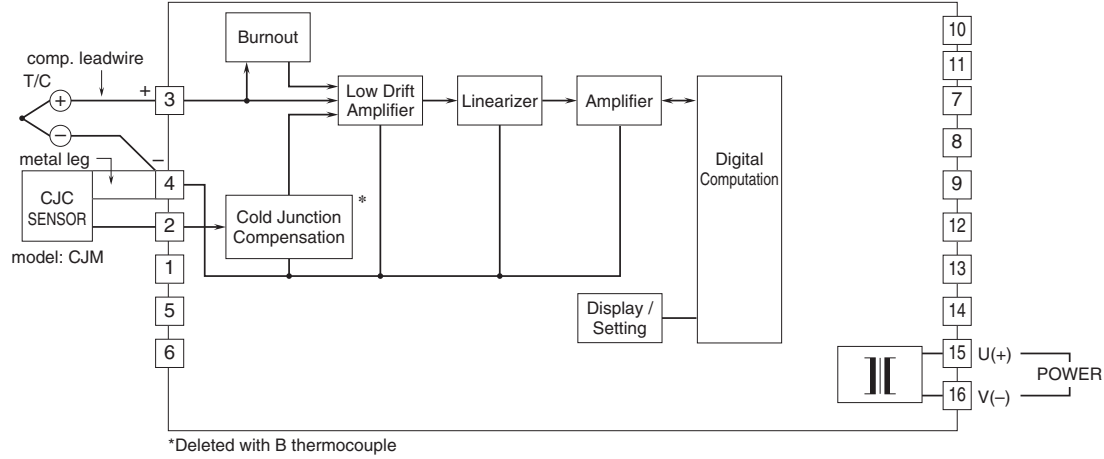 Burnout
comp. leadwire
T/C
+
−
+
3
−
metal leg
4
CJC
SENSOR
2
model: CJM
1
5
6
Low Drift
Amplifier
Linearizer
Amplifier
Cold Junction
Compensation
*
Digital
Computation
Display /
Setting
10
11
7
8
9
12
13
14
15 U(+)
POWER
16 V(–)
*Deleted with B thermocouple